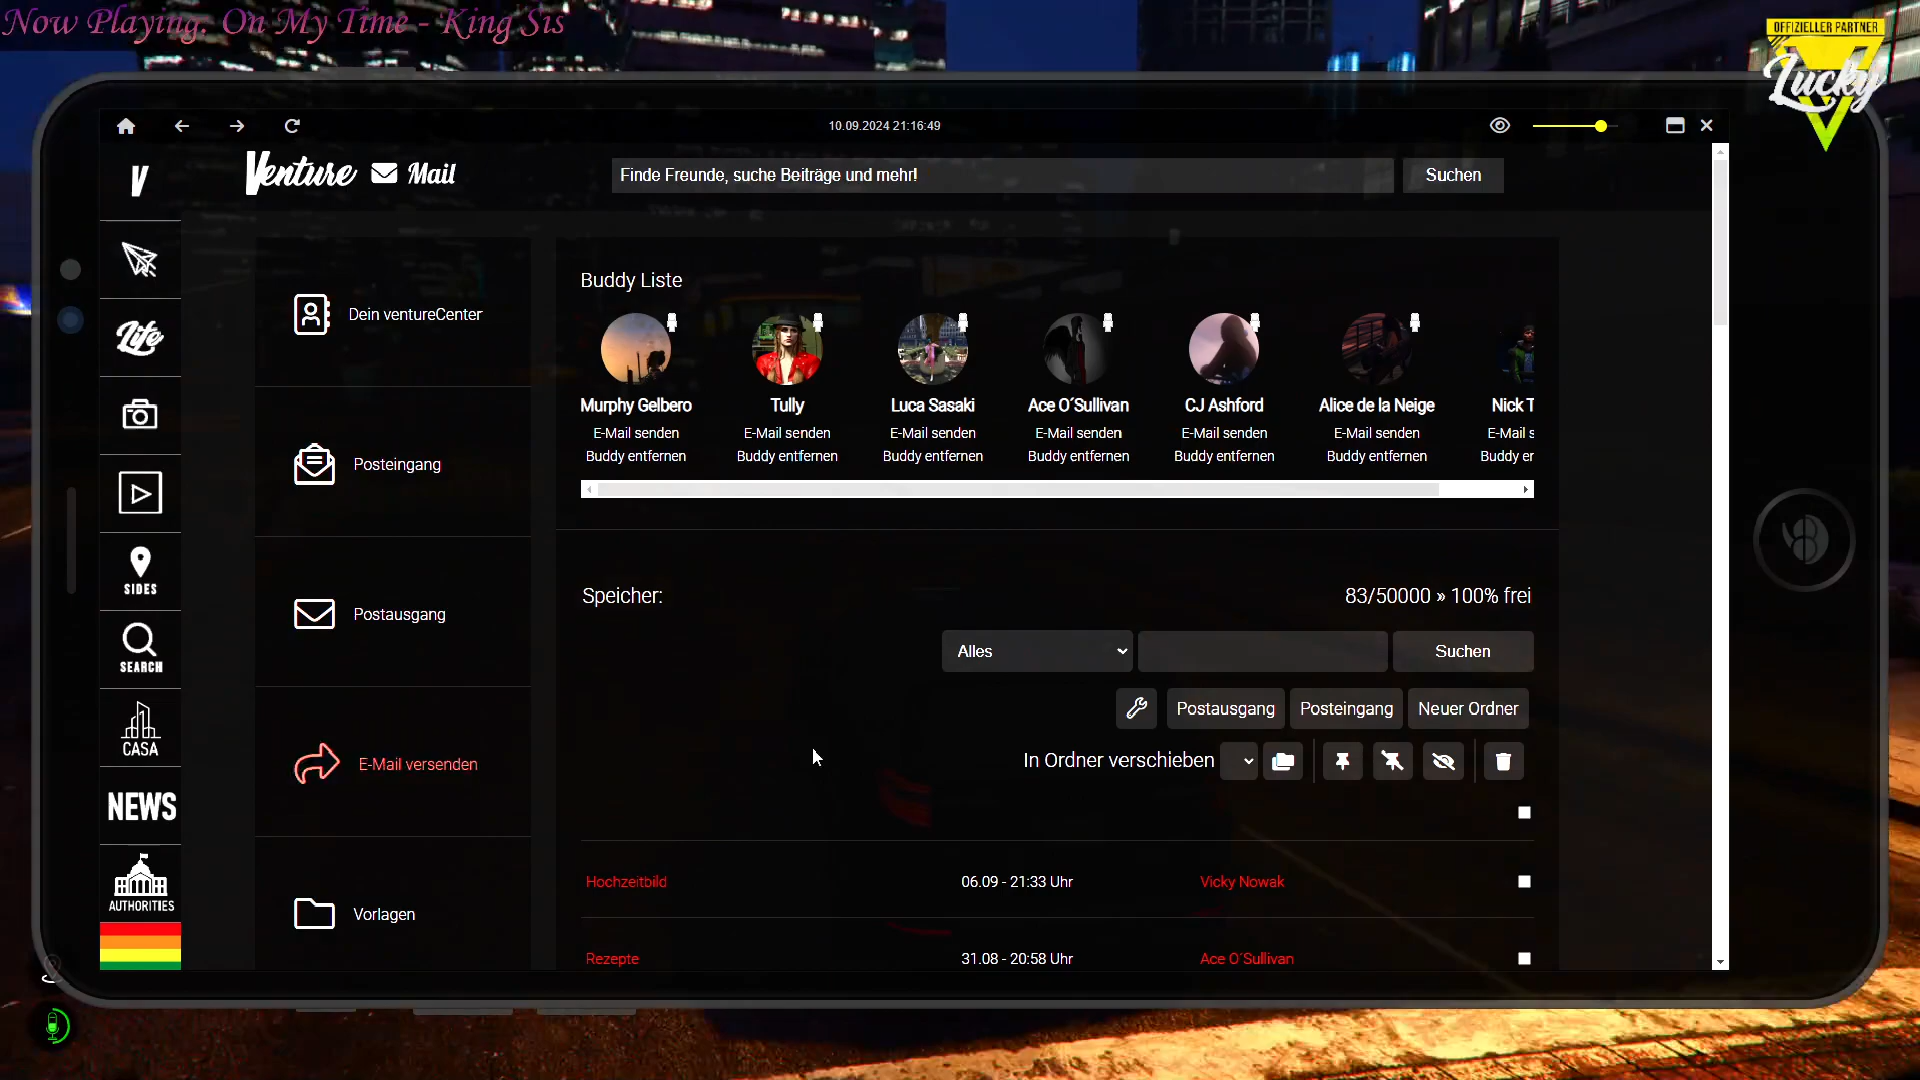 Now Playing: On My Time - King Sis
OFFIZIELLER PARTNER
Lucky
10.09.2024 21:16:49
V
Venture Mail
Finde Freunde, suche Beiträge und mehr!
Suchen
Life
SIDES
SEARCH
CASA
NEWS
AUTHORITIES
Dein ventureCenter
Posteingang
Postausgang
E-Mail versenden
Vorlagen
Buddy Liste
Murphy Gelbero
E-Mail senden
Buddy entfernen
Tully
E-Mail senden
Buddy entfernen
Luca Sasaki
E-Mail senden
Buddy entfernen
Ace O´Sullivan
E-Mail senden
Buddy entfernen
CJ Ashford
E-Mail senden
Buddy entfernen
Alice de la Neige
E-Mail senden
Buddy entfernen
Nick T
E-Mail s
Buddy er
Speicher: 83/50000 » 100% frei
Alles Suchen
Postausgang Posteingang Neuer Ordner
In Ordner verschieben
Hochzeitbild 06.09 - 21:33 Uhr Vicky Nowak
Rezepte 31.08 - 20:58 Uhr Ace O´Sullivan